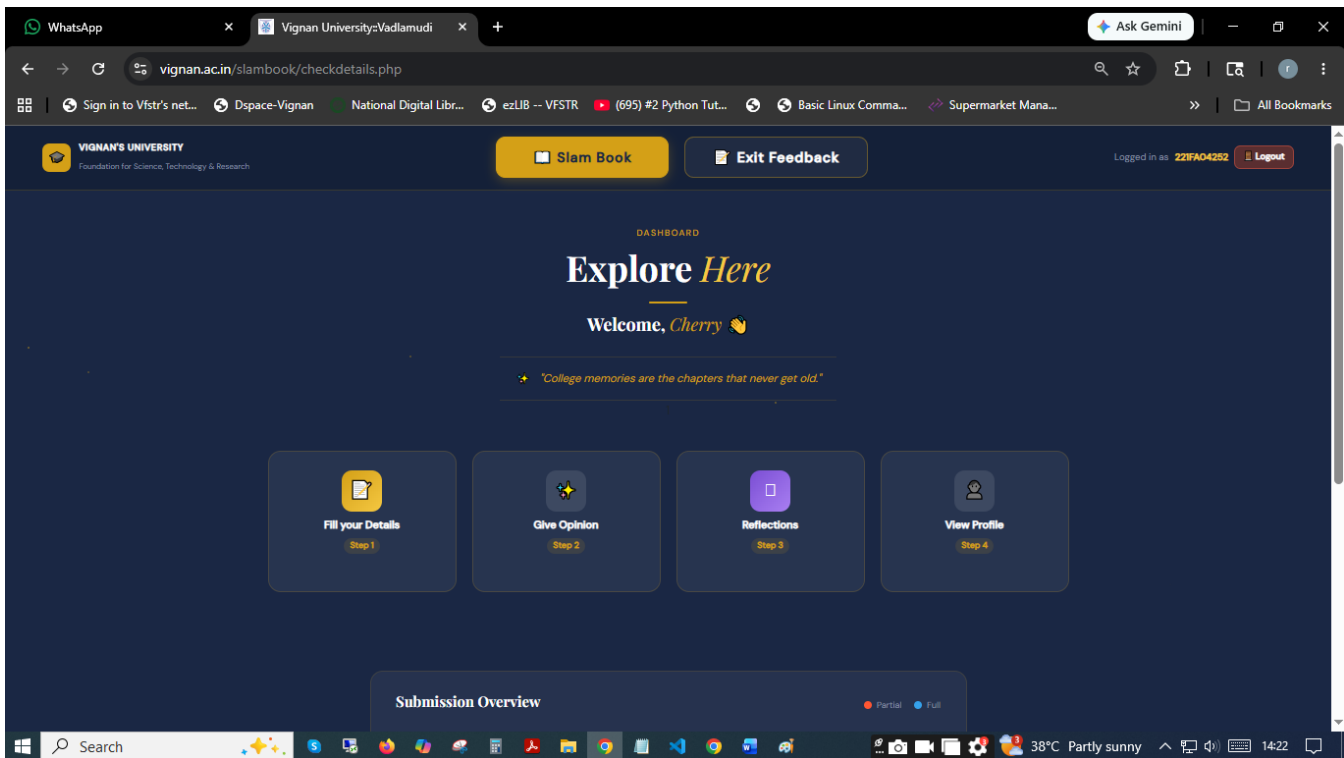 WhatsApp
Vignan University::Vadlamudi
Ask Gemini
vignan.ac.in/slambook/checkdetails.php
r
Sign in to Vfstr's net...
Dspace-Vignan
National Digital Libr...
ezLIB -- VFSTR
(695) #2 Python Tut...
Basic Linux Comma...
Supermarket Mana...
All Bookmarks
VIGNAN'S UNIVERSITY
Foundation for Science, Technology & Research
Slam Book
Exit Feedback
Logged in as 221FA04252
Logout
DASHBOARD
Explore Here
Welcome, Cherry 👋
✨ "College memories are the chapters that never get old."
Fill your Details
Step 1
Give Opinion
Step 2
Reflections
Step 3
View Profile
Step 4
Submission Overview
Partial
Full
Search
3
38°C Partly sunny
14:22